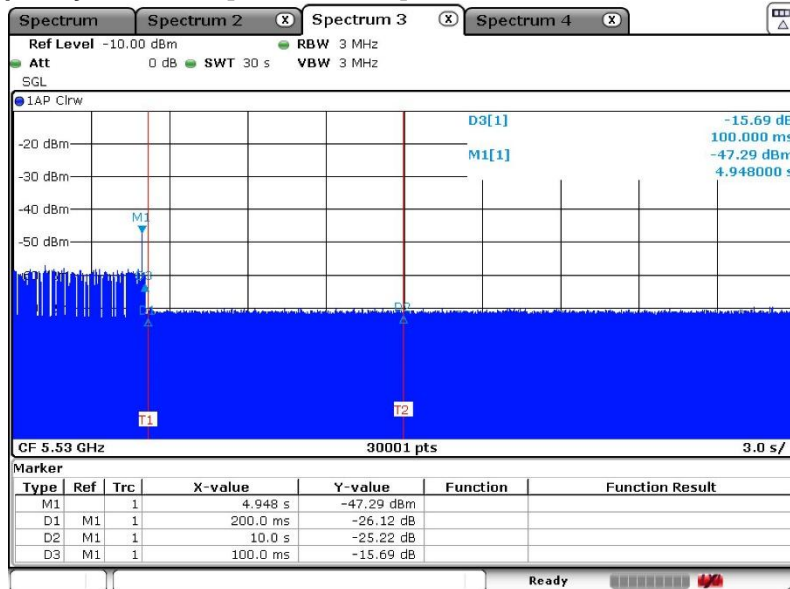 Spectrum Spectrum 2 X Spectrum 3 X Spectrum 4 X
Ref Level -10.00 dBm RBW 3 MHz
Att 0 dB SWT 30 s VBW 3 MHz
SGL
1AP Clrw
D3[1] -15.69 dB
100.000 ms
-20 dBm
M1[1] -47.29 dBm
4.948000 s
-30 dBm
-40 dBm
M1
-50 dBm
T1 T2
CF 5.53 GHz 30001 pts 3.0 s/
Marker
Type Ref Trc X-value Y-value Function Function Result
M1 1 4.948 s -47.29 dBm
D1 M1 1 200.0 ms -26.12 dB
D2 M1 1 10.0 s -25.22 dB
D3 M1 1 100.0 ms -15.69 dB
Ready